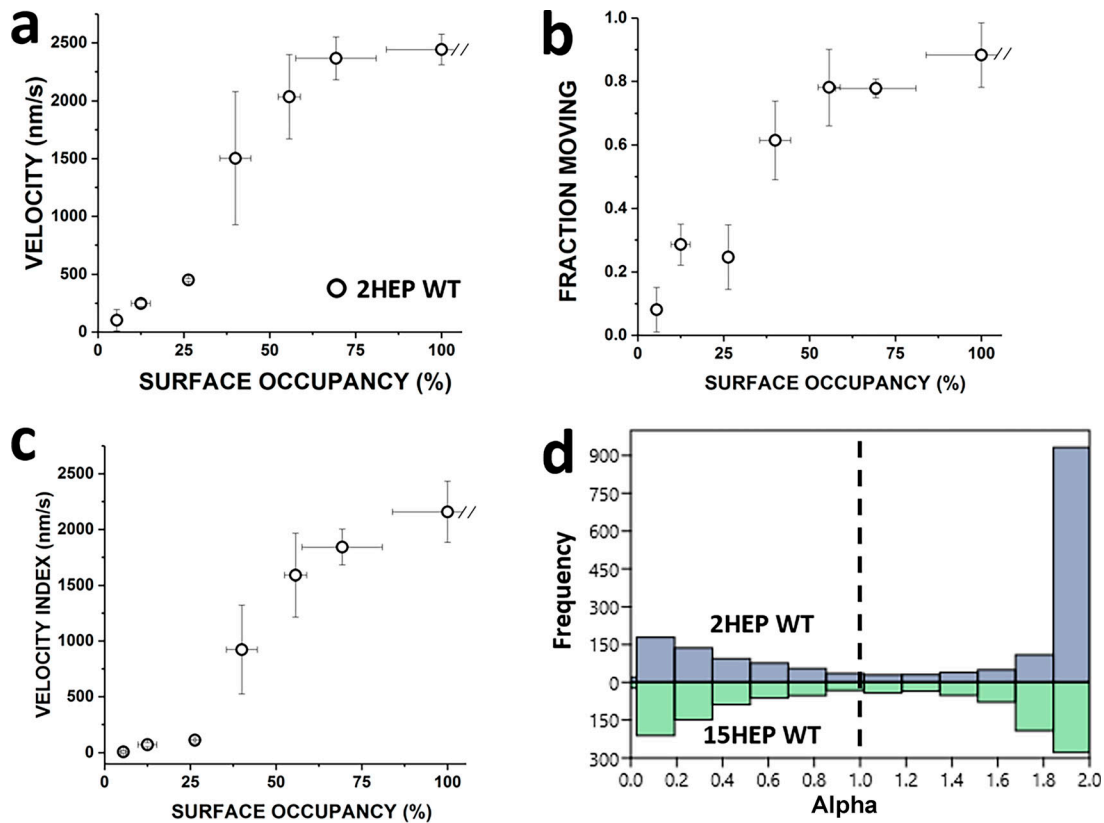 a
2500
2000
1500
1000
500
0
VELOCITY (nm/s)
2HEP WT
0 25 50 75 100
SURFACE OCCUPANCY (%)
b
1.0
0.8
0.6
0.4
0.2
0.0
FRACTION MOVING
0 25 50 75 100
SURFACE OCCUPANCY (%)
c
2500
2000
1500
1000
500
0
VELOCITY INDEX (nm/s)
0 25 50 75 100
SURFACE OCCUPANCY (%)
d
900
750
600
450
300
150
0
150
300
Frequency
2HEP WT
15HEP WT
0.0 0.2 0.4 0.6 0.8 1.0 1.2 1.4 1.6 1.8 2.0
Alpha